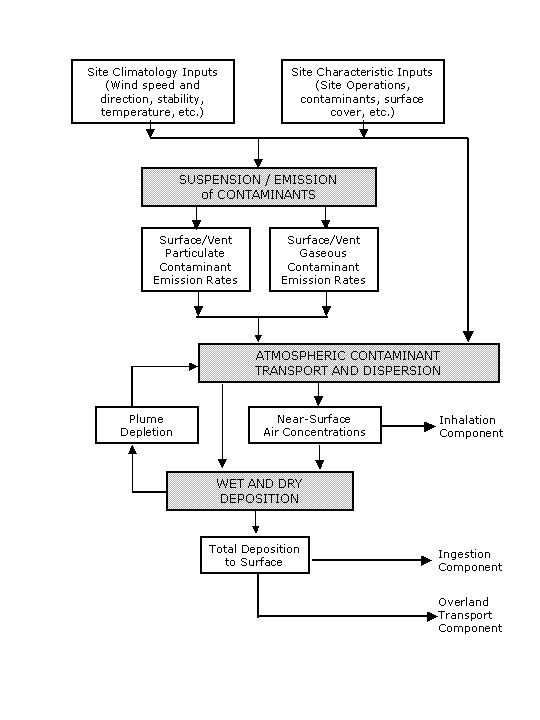 Site Climatology Inputs
(Wind speed and
direction, stability,
temperature, etc.)
Site Characteristic Inputs
(Site Operations,
contaminants, surface
cover, etc.)
SUSPENSION / EMISSION
of CONTAMINANTS
Surface/Vent
Particulate
Contaminant
Emission Rates
Surface/Vent
Gaseous
Contaminant
Emission Rates
ATMOSPHERIC CONTAMINANT
TRANSPORT AND DISPERSION
Plume
Depletion
Near-Surface
Air Concentrations
Inhalation
Component
WET AND DRY
DEPOSITION
Total Deposition
to Surface
Ingestion
Component
Overland
Transport
Component